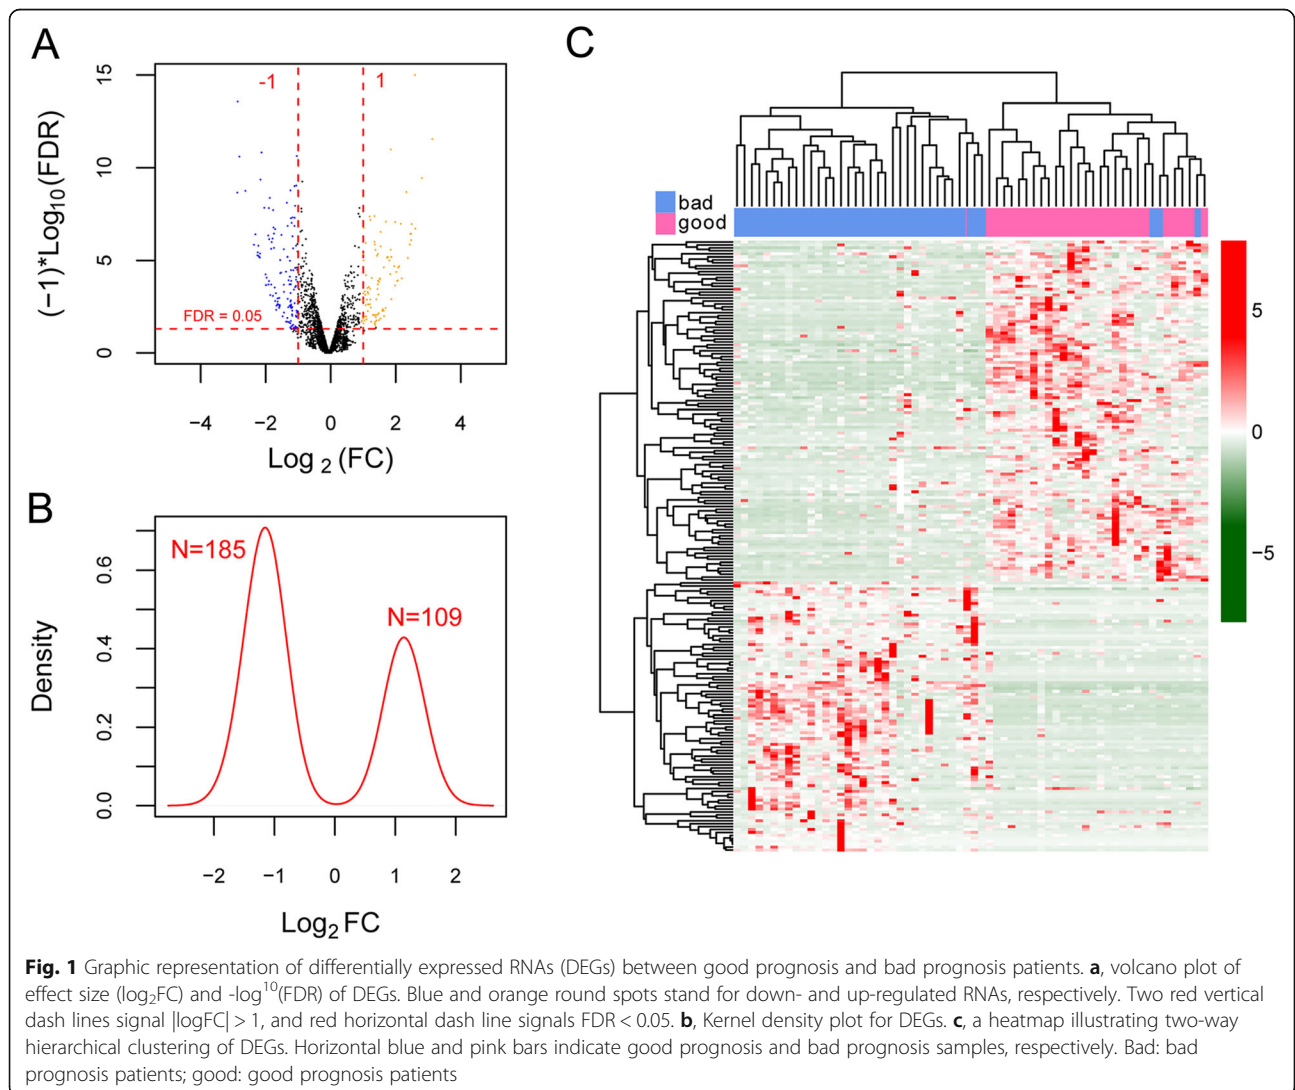 A
15
10
5
0
(−1)*Log10(FDR)
-1
1
FDR = 0.05
−4
−2
0
2
4
Log 2 (FC)
B
N=185
N=109
0.6
0.4
0.2
0.0
Density
−2
−1
0
1
2
Log2 FC
C
bad
good
5
0
−5
Fig. 1 Graphic representation of differentially expressed RNAs (DEGs) between good prognosis and bad prognosis patients. a, volcano plot of
effect size (log2FC) and -log10(FDR) of DEGs. Blue and orange round spots stand for down- and up-regulated RNAs, respectively. Two red vertical
dash lines signal |logFC| > 1, and red horizontal dash line signals FDR < 0.05. b, Kernel density plot for DEGs. c, a heatmap illustrating two-way
hierarchical clustering of DEGs. Horizontal blue and pink bars indicate good prognosis and bad prognosis samples, respectively. Bad: bad
prognosis patients; good: good prognosis patients